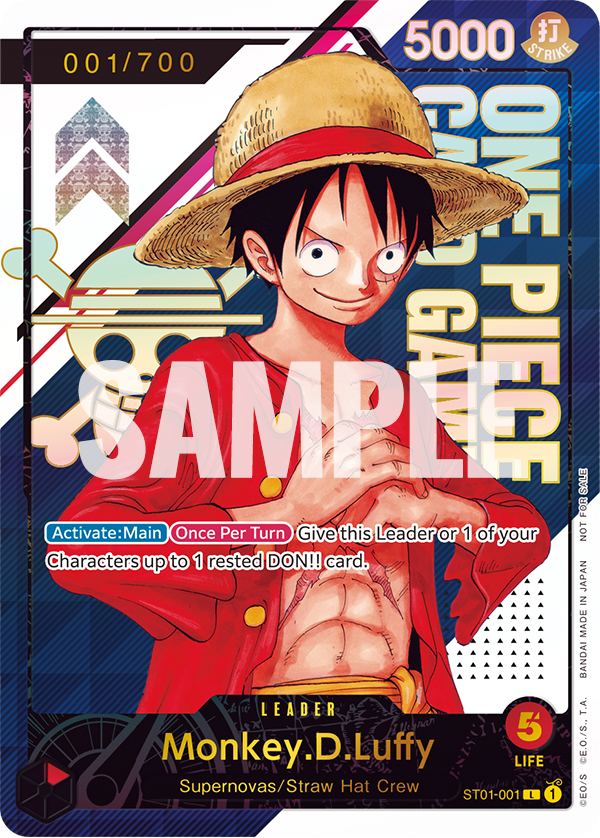 001/700
5000
打
STRIKE
ONE PIECE
CARD GAME
SAMPLE
Activate:Main Once Per Turn Give this Leader or 1 of your
Characters up to 1 rested DON!! card.
LEADER
Monkey.D.Luffy
Supernovas/Straw Hat Crew
5
LIFE
ST01-001 L 1
©E.O./S ©E.O./S., T.A. BANDAI MADE IN JAPAN NOT FOR SALE